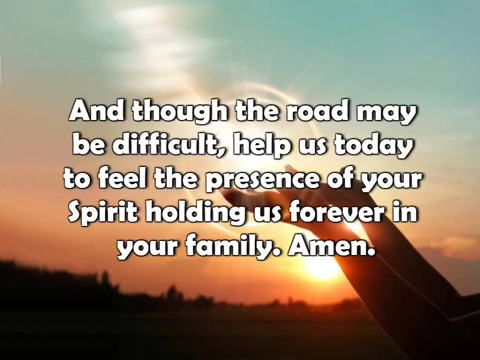 And though the road may
be difficult, help us today
to feel the presence of your
Spirit holding us forever in
your family. Amen.